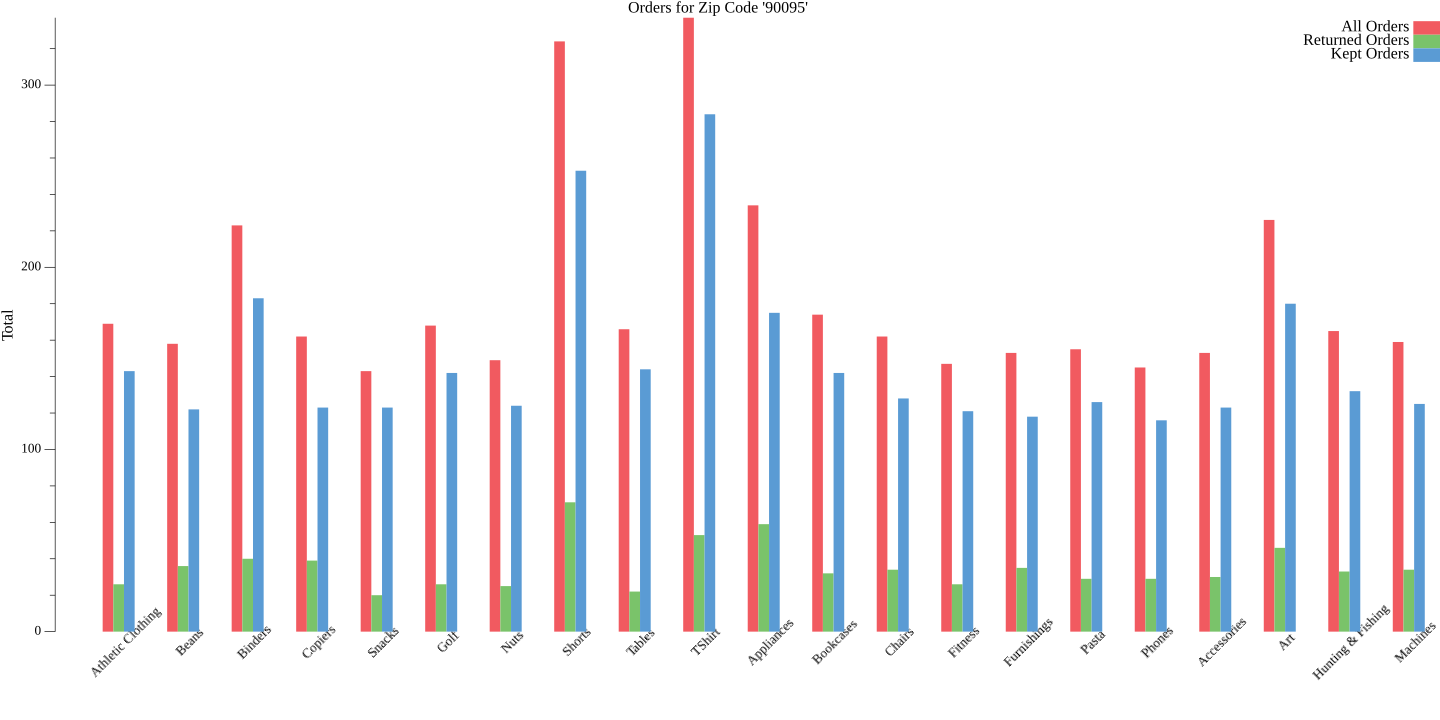 Orders for Zip Code '90095'
All Orders
Returned Orders
Kept Orders
Total
300
200
100
0
Athletic Clothing
Beans
Binders
Copiers
Snacks
Golf
Nuts
Shorts
Tables
TShirt
Appliances
Bookcases
Chairs
Fitness
Furnishings
Pasta
Phones
Accessories
Art
Hunting & Fishing
Machines